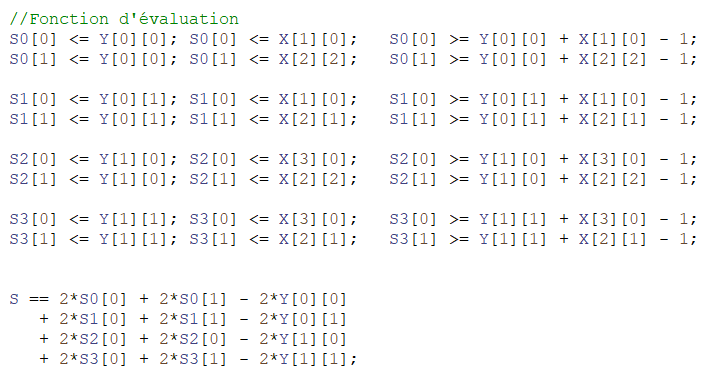 //Fonction d'évaluation
S0[0] <= Y[0][0]; S0[0] <= X[1][0];   S0[0] >= Y[0][0] + X[1][0] - 1;
S0[1] <= Y[0][0]; S0[1] <= X[2][2];   S0[1] >= Y[0][0] + X[2][2] - 1;
S1[0] <= Y[0][1]; S1[0] <= X[1][0];   S1[0] >= Y[0][1] + X[1][0] - 1;
S1[1] <= Y[0][1]; S1[1] <= X[2][1];   S1[1] >= Y[0][1] + X[2][1] - 1;
S2[0] <= Y[1][0]; S2[0] <= X[3][0];   S2[0] >= Y[1][0] + X[3][0] - 1;
S2[1] <= Y[1][0]; S2[1] <= X[2][2];   S2[1] >= Y[1][0] + X[2][2] - 1;
S3[0] <= Y[1][1]; S3[0] <= X[3][0];   S3[0] >= Y[1][1] + X[3][0] - 1;
S3[1] <= Y[1][1]; S3[1] <= X[2][1];   S3[1] >= Y[1][1] + X[2][1] - 1;
S == 2*S0[0] + 2*S0[1] - 2*Y[0][0]
+ 2*S1[0] + 2*S1[1] - 2*Y[0][1]
+ 2*S2[0] + 2*S2[0] - 2*Y[1][0]
+ 2*S3[0] + 2*S3[1] - 2*Y[1][1];